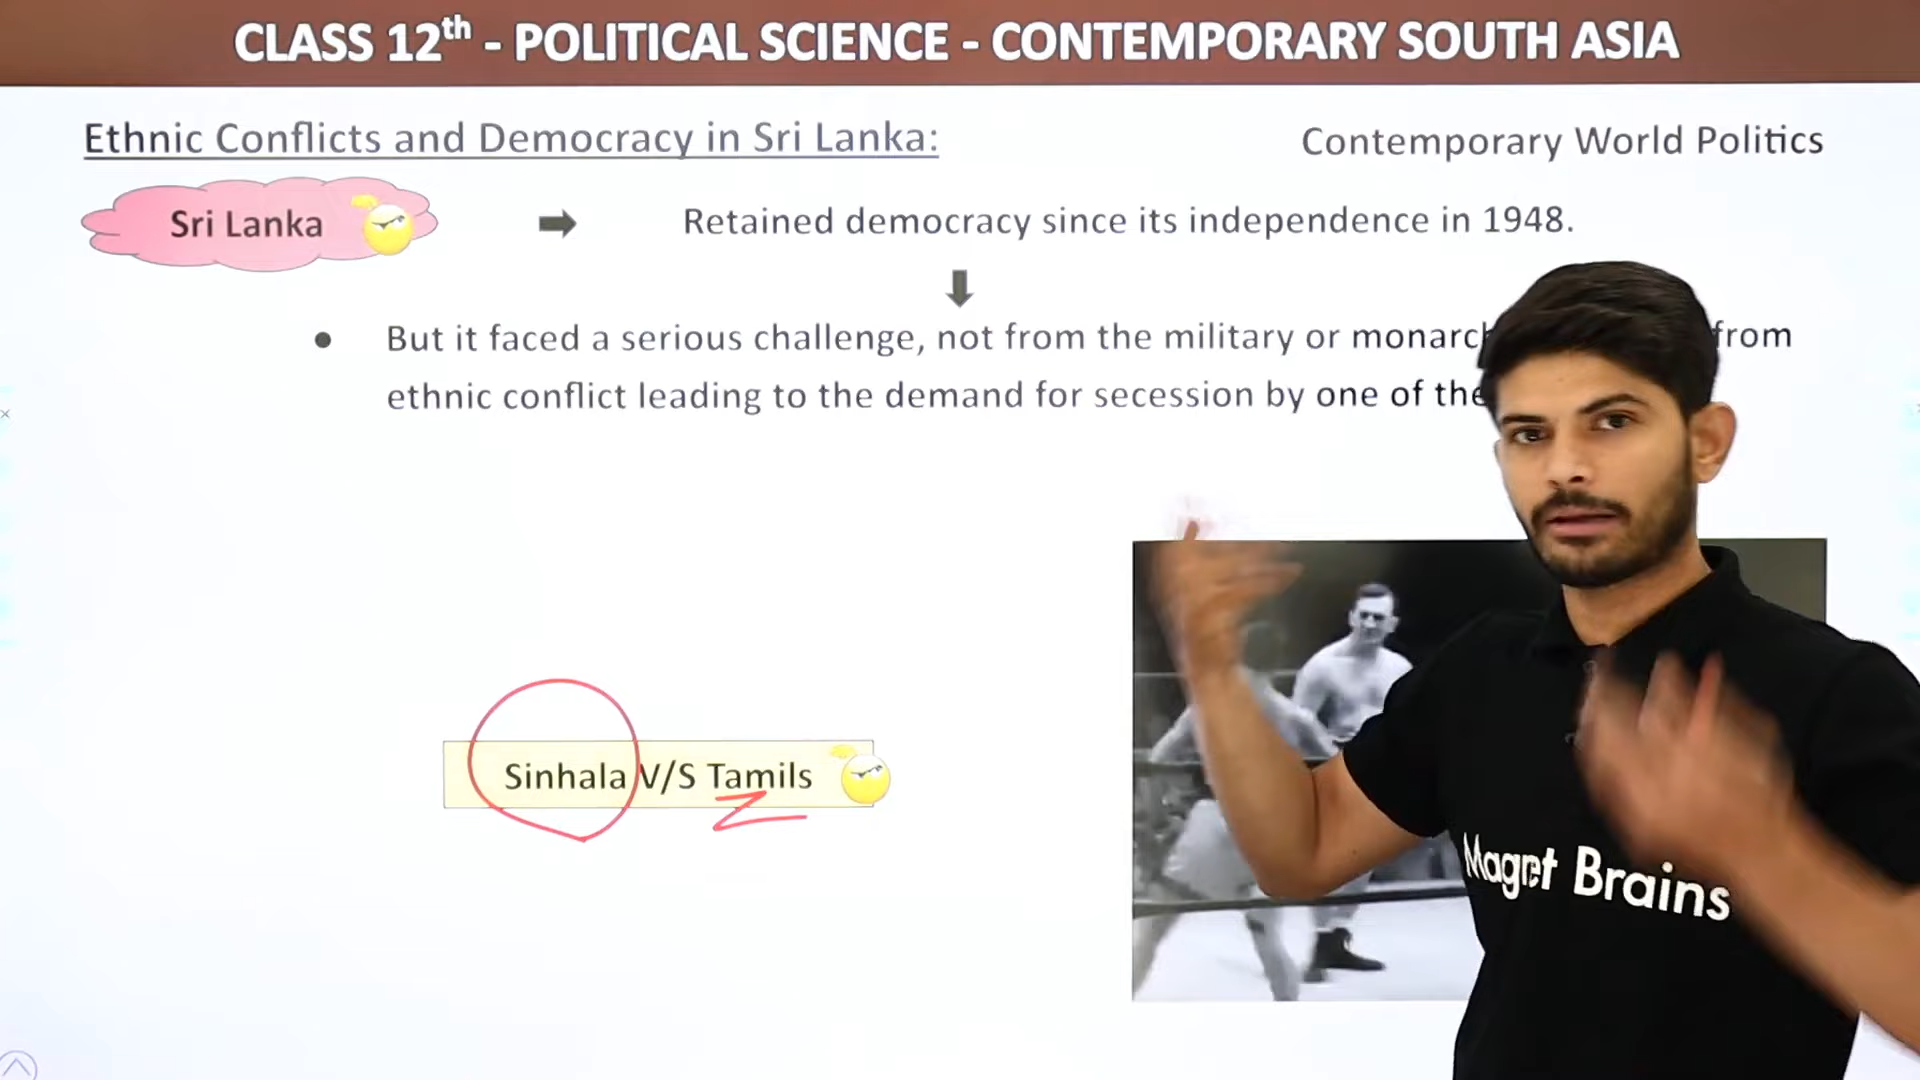 CLASS 12th - POLITICAL SCIENCE - CONTEMPORARY SOUTH ASIA
Ethnic Conflicts and Democracy in Sri Lanka:
Contemporary World Politics
Sri Lanka
Retained democracy since its independence in 1948.
But it faced a serious challenge, not from the military or from
ethnic conflict leading to the demand for secession by one of the
Sinhala V/S Tamils
Magnet Brains